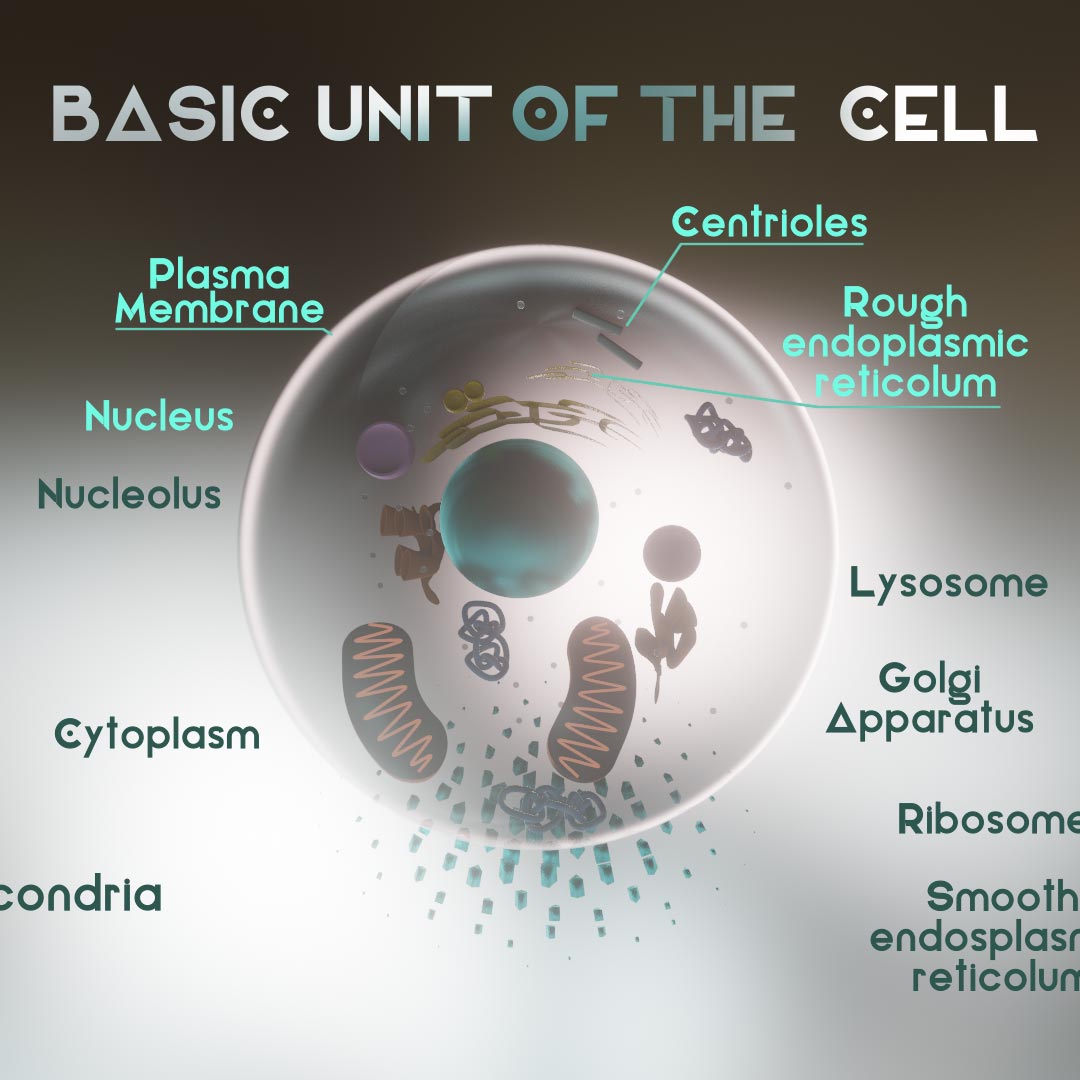 BASIC UNIT OF THE CELL
Centrioles
Plasma
Membrane
Rough
endoplasmic
reticolum
Nucleus
Nucleolus
Lysosome
Golgi
Apparatus
Cytoplasm
Ribosome
condria
Smooth
endosplasm
reticolum